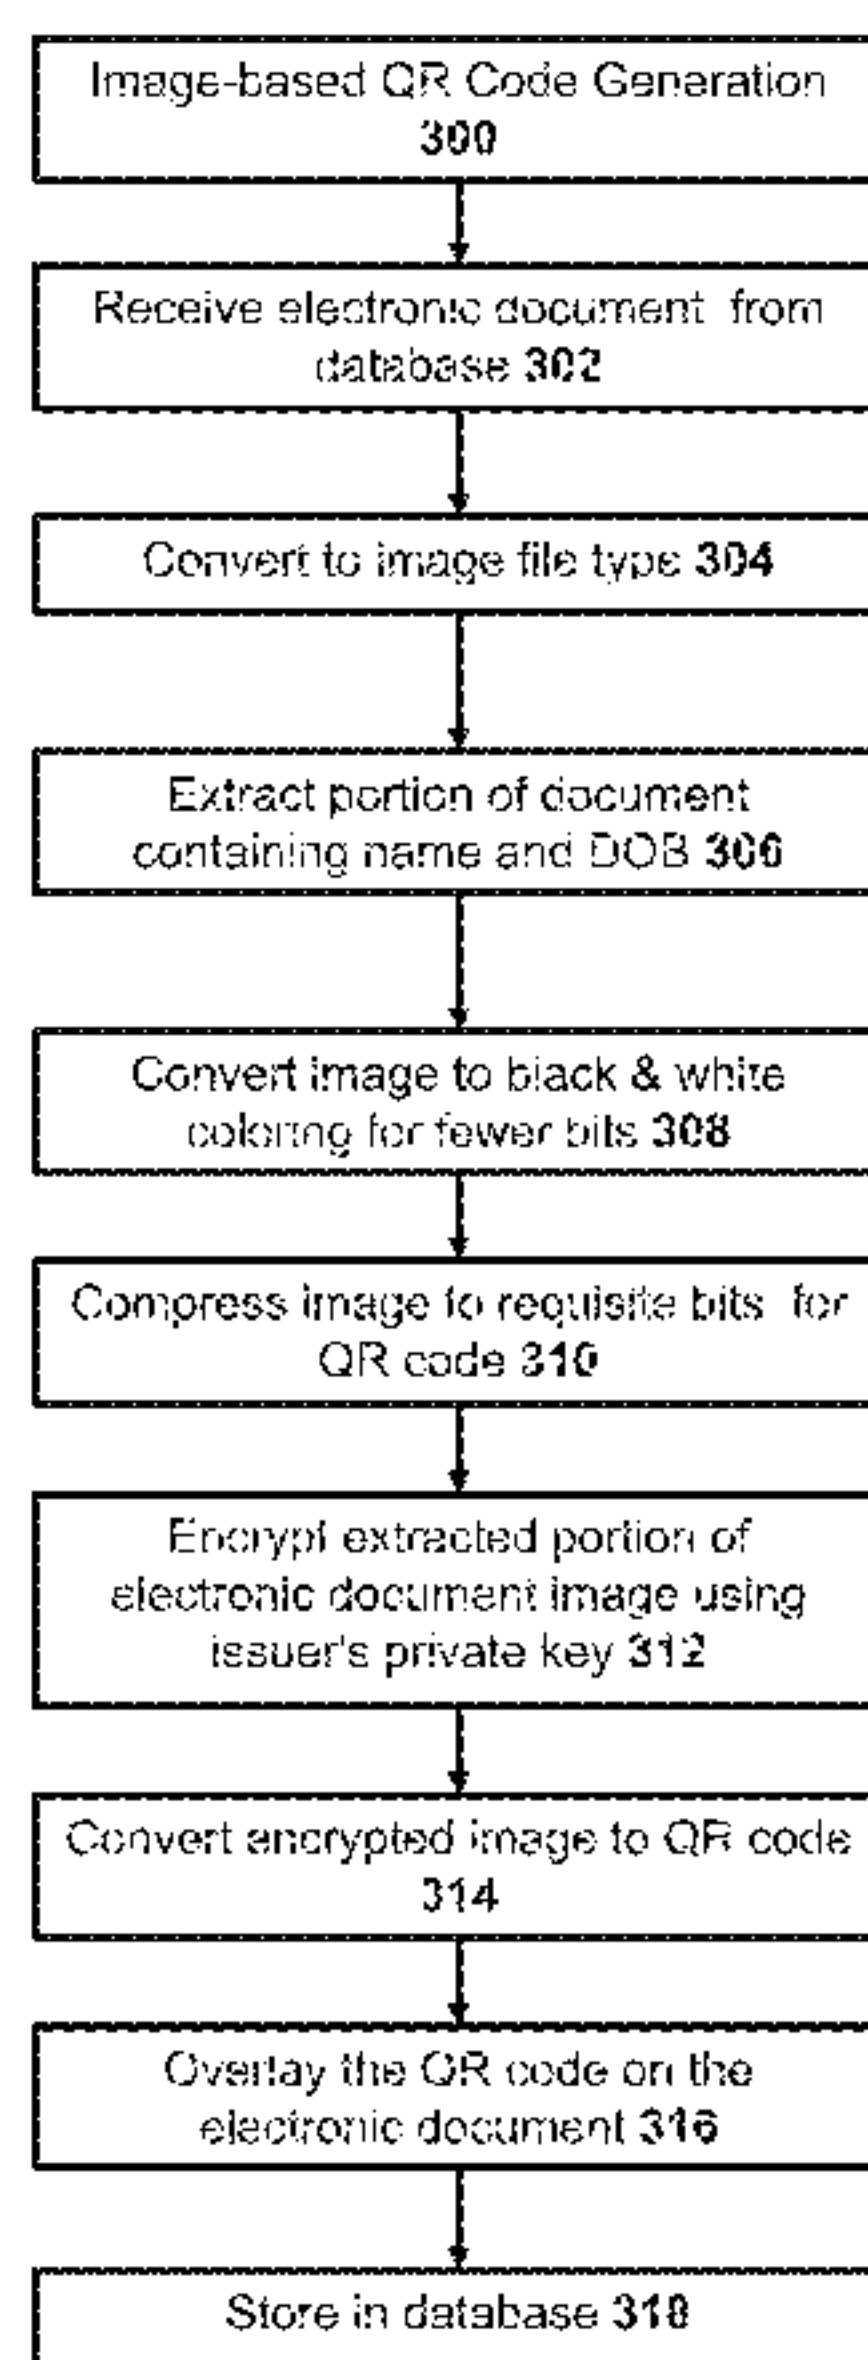 Image-based QR Code Generation
300
Receive electronic document from
database 302
Convert to image file type 304
Extract portion of document
containing name and DOB 306
Convert image to black & white
coloring for fewer bits 308
Compress image to requisite bits for
QR code 310
Encrypt extracted portion of
electronic document image using
issuer's private key 312
Convert encrypted image to QR code
314
Overlay the QR code on the
electronic document 316
Store in database 318